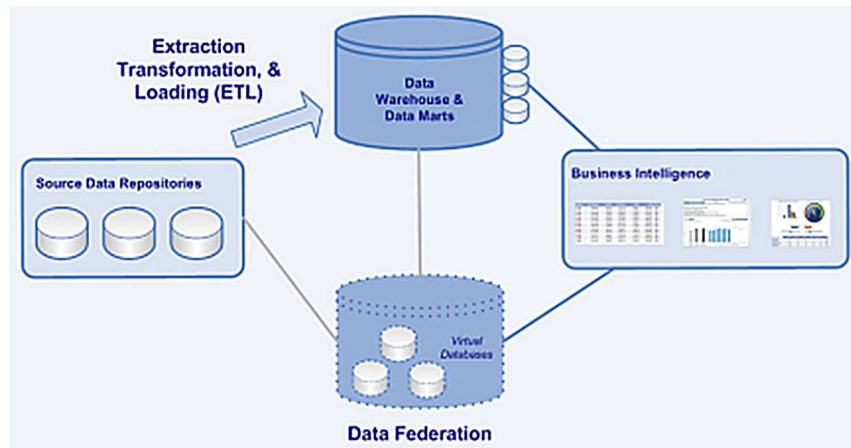 Extraction
Transformation, &
Loading (ETL)
Data
Warehouse &
Data Marts
Source Data Repositories
Business Intelligence
Virtual
Databases
Data Federation